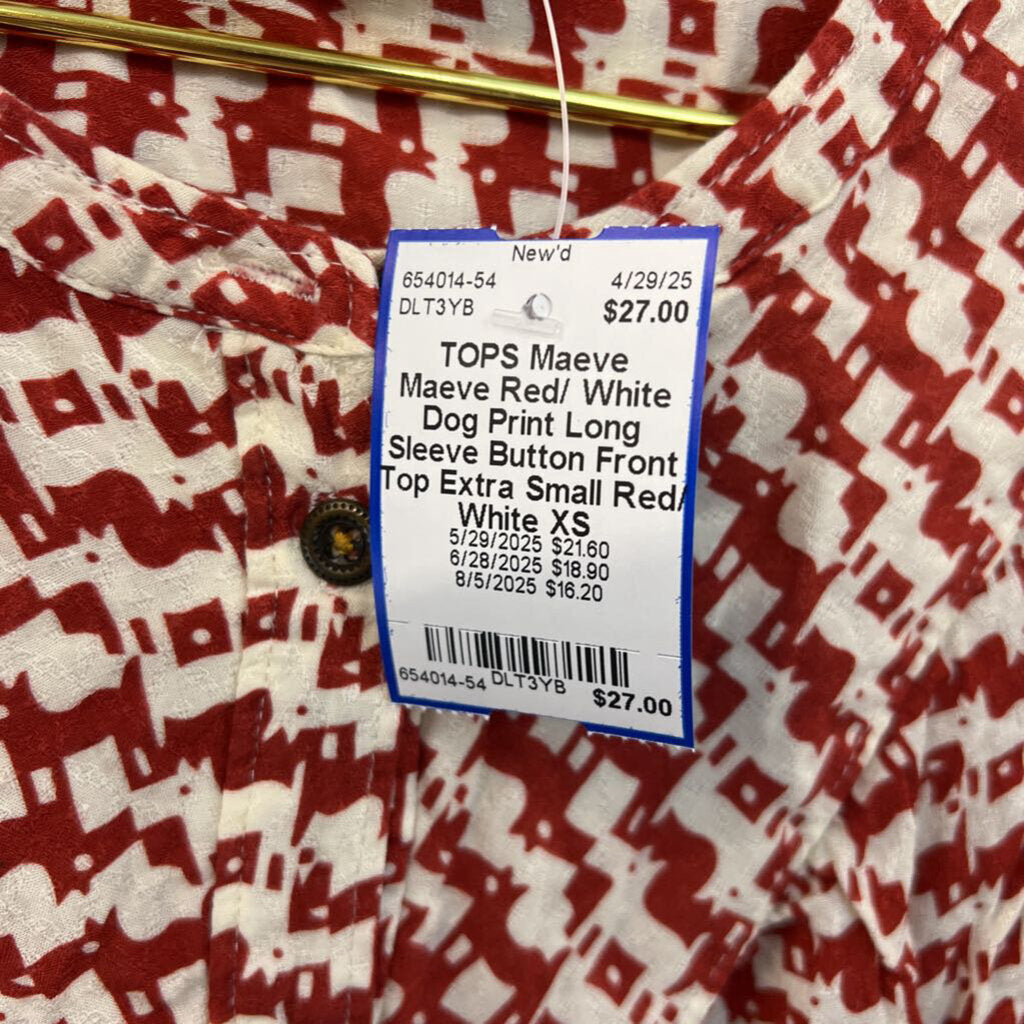 New'd
654014-54 4/29/25
DLT3YB $27.00
TOPS Maeve
Maeve Red/ White
Dog Print Long
Sleeve Button Front
Top Extra Small Red/
White XS
5/29/2025 $21.60
6/28/2025 $18.90
8/5/2025 $16.20
654014-54 DLT3YB $27.00